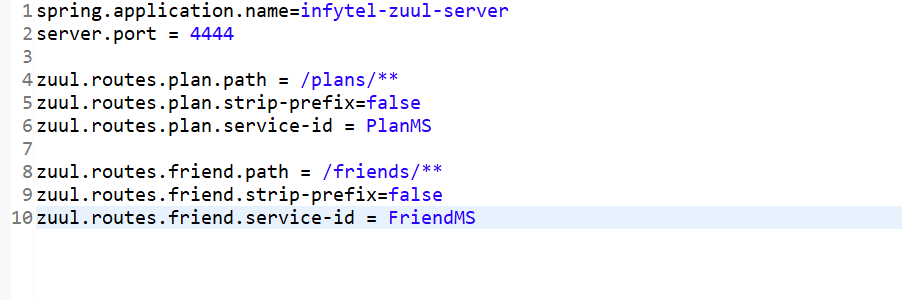 1 spring.application.name=infytel-zuul-server
2 server.port = 4444
3
4 zuul.routes.plan.path = /plans/**
5 zuul.routes.plan.strip-prefix=false
6 zuul.routes.plan.service-id = PlanMS
7
8 zuul.routes.friend.path = /friends/**
9 zuul.routes.friend.strip-prefix=false
10 zuul.routes.friend.service-id = FriendMS